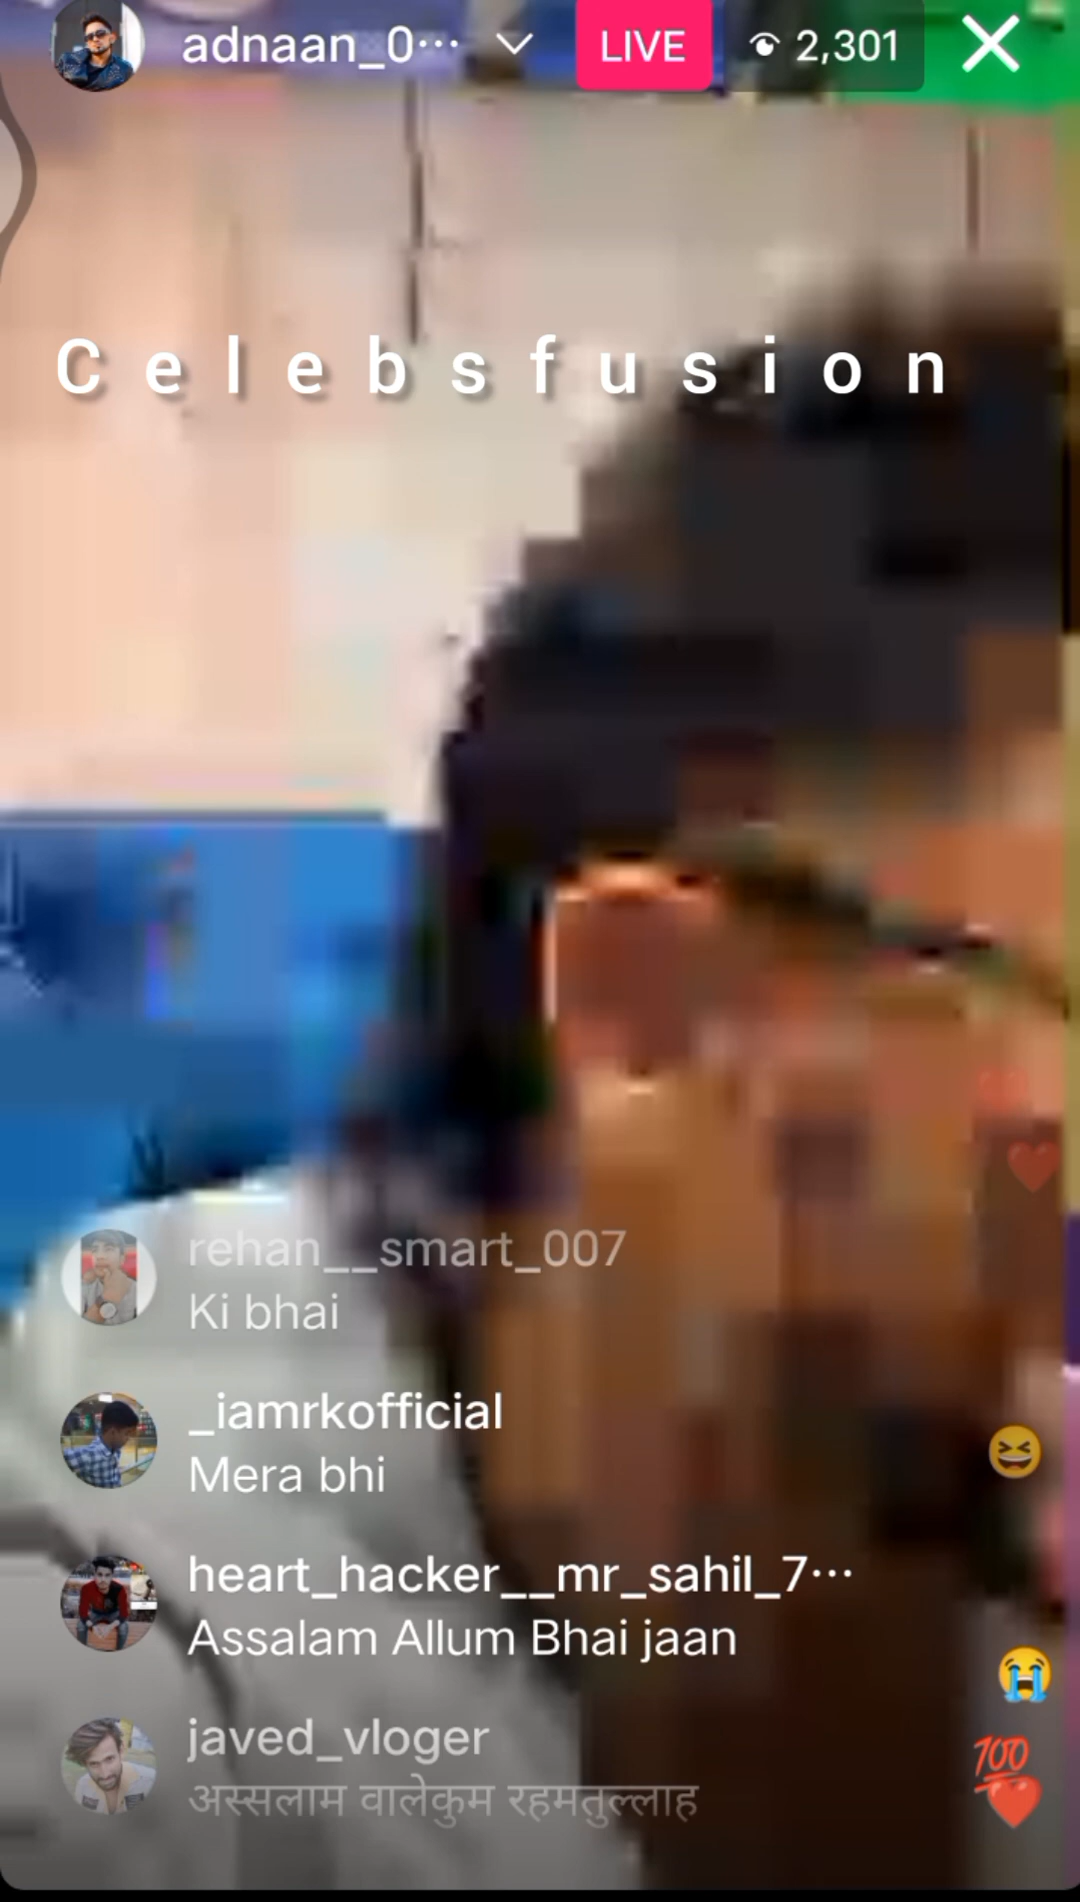 adnaan_0...
LIVE
2,301
Celebsfusion
rehan__smart_007
Ki bhai
_iamrkofficial
Mera bhi
heart_hacker__mr_sahil_7...
Assalam Allum Bhai jaan
javed_vloger
अस्सलाम वालेकुम रहमतुल्लाह
💯